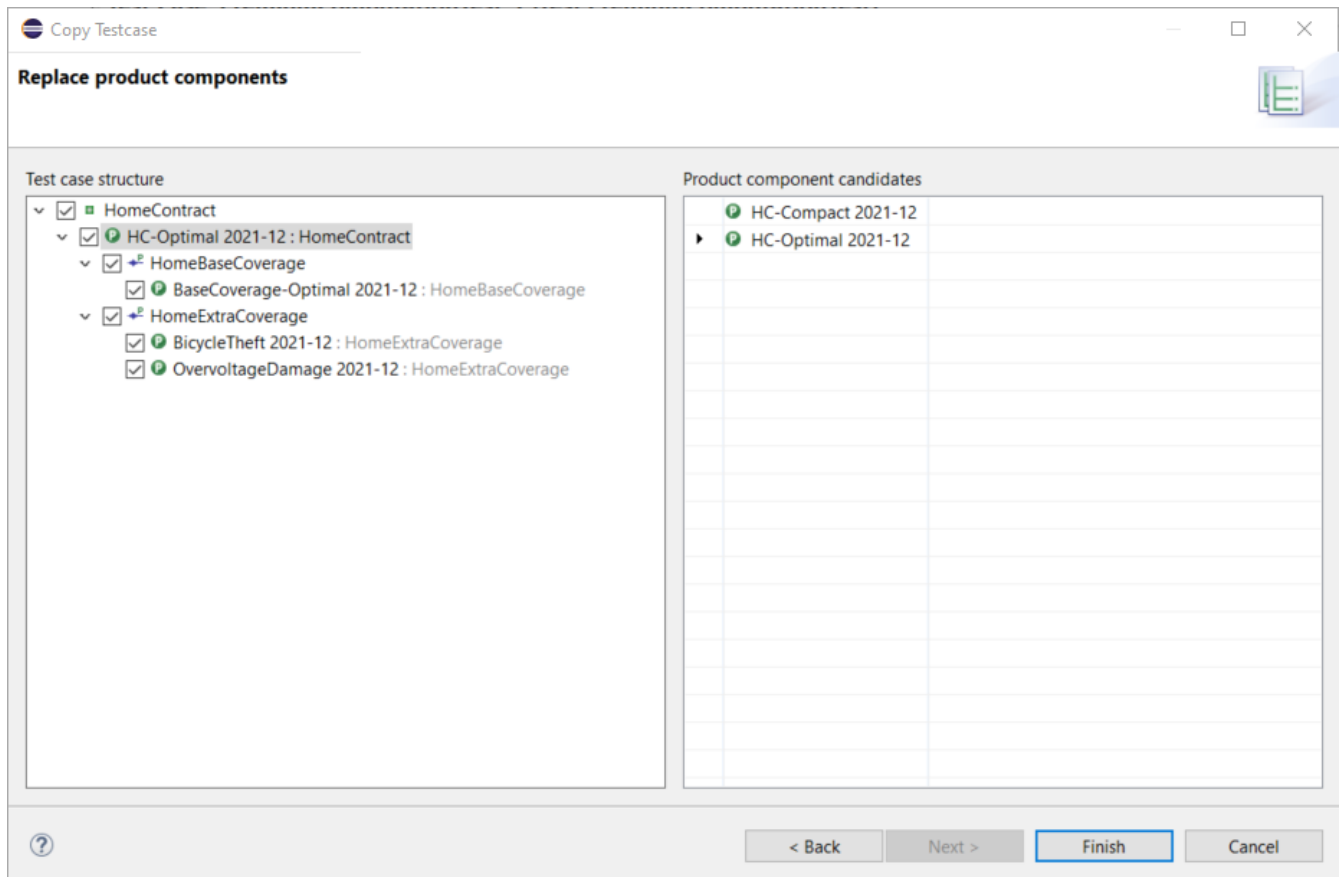 Copy Testcase
Replace product components
Test case structure
HomeContract
HC-Optimal 2021-12 : HomeContract
HomeBaseCoverage
BaseCoverage-Optimal 2021-12 : HomeBaseCoverage
HomeExtraCoverage
BicycleTheft 2021-12 : HomeExtraCoverage
OvervoltageDamage 2021-12 : HomeExtraCoverage
Product component candidates
HC-Compact 2021-12
HC-Optimal 2021-12
< Back
Next >
Finish
Cancel